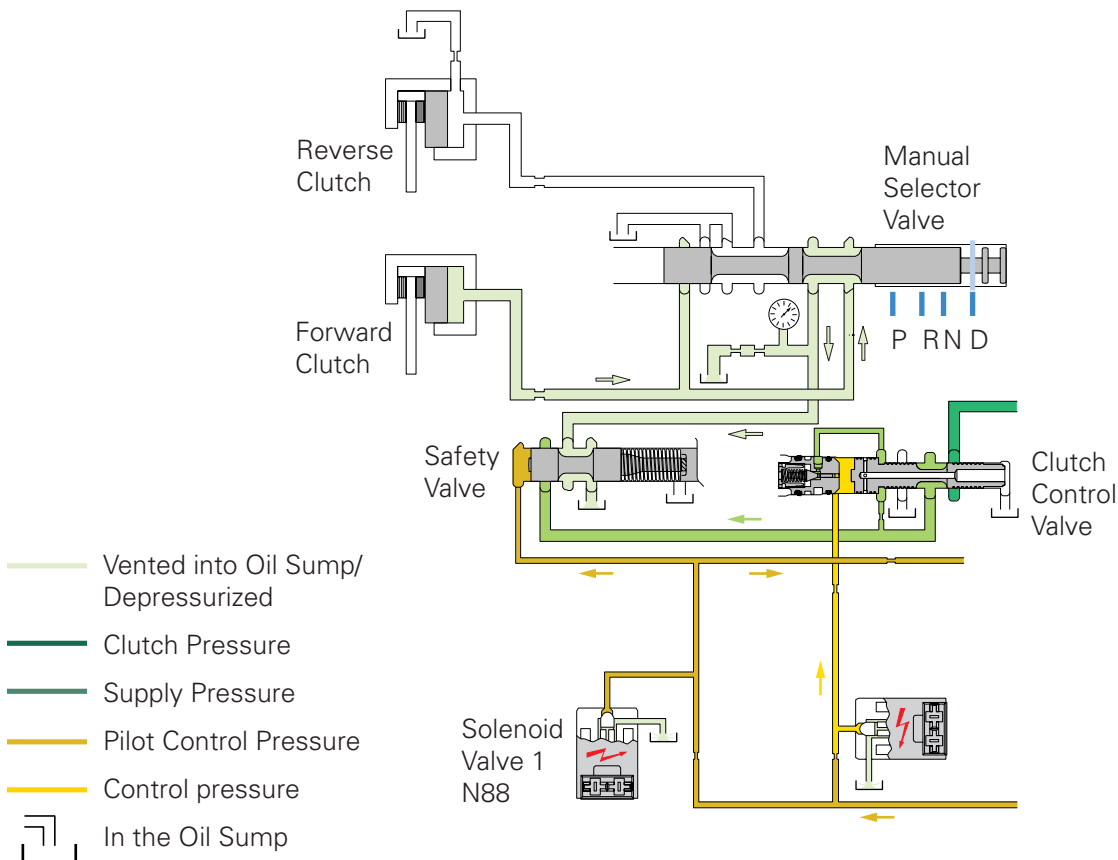 Reverse
Clutch
Manual
Selector
Valve
Forward
Clutch
P R N D
Safety
Valve
Clutch
Control
Valve
Vented into Oil Sump/
Depressurized
Clutch Pressure
Supply Pressure
Pilot Control Pressure
Control pressure
In the Oil Sump
Solenoid
Valve 1
N88